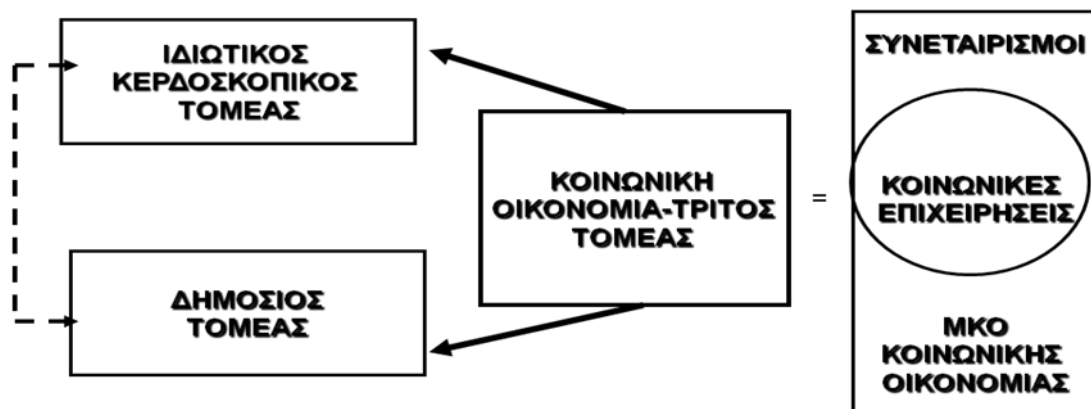 ΙΔΙΩΤΙΚΟΣ
ΚΕΡΔΟΣΚΟΠΙΚΟΣ
ΤΟΜΕΑΣ
ΔΗΜΟΣΙΟΣ
ΤΟΜΕΑΣ
ΚΟΙΝΩΝΙΚΗ
ΟΙΚΟΝΟΜΙΑ-ΤΡΙΤΟΣ
ΤΟΜΕΑΣ
=
ΣΥΝΕΤΑΙΡΙΣΜΟΙ
ΚΟΙΝΩΝΙΚΕΣ
ΕΠΙΧΕΙΡΗΣΕΙΣ
ΜΚΟ
ΚΟΙΝΩΝΙΚΗΣ
ΟΙΚΟΝΟΜΙΑΣ